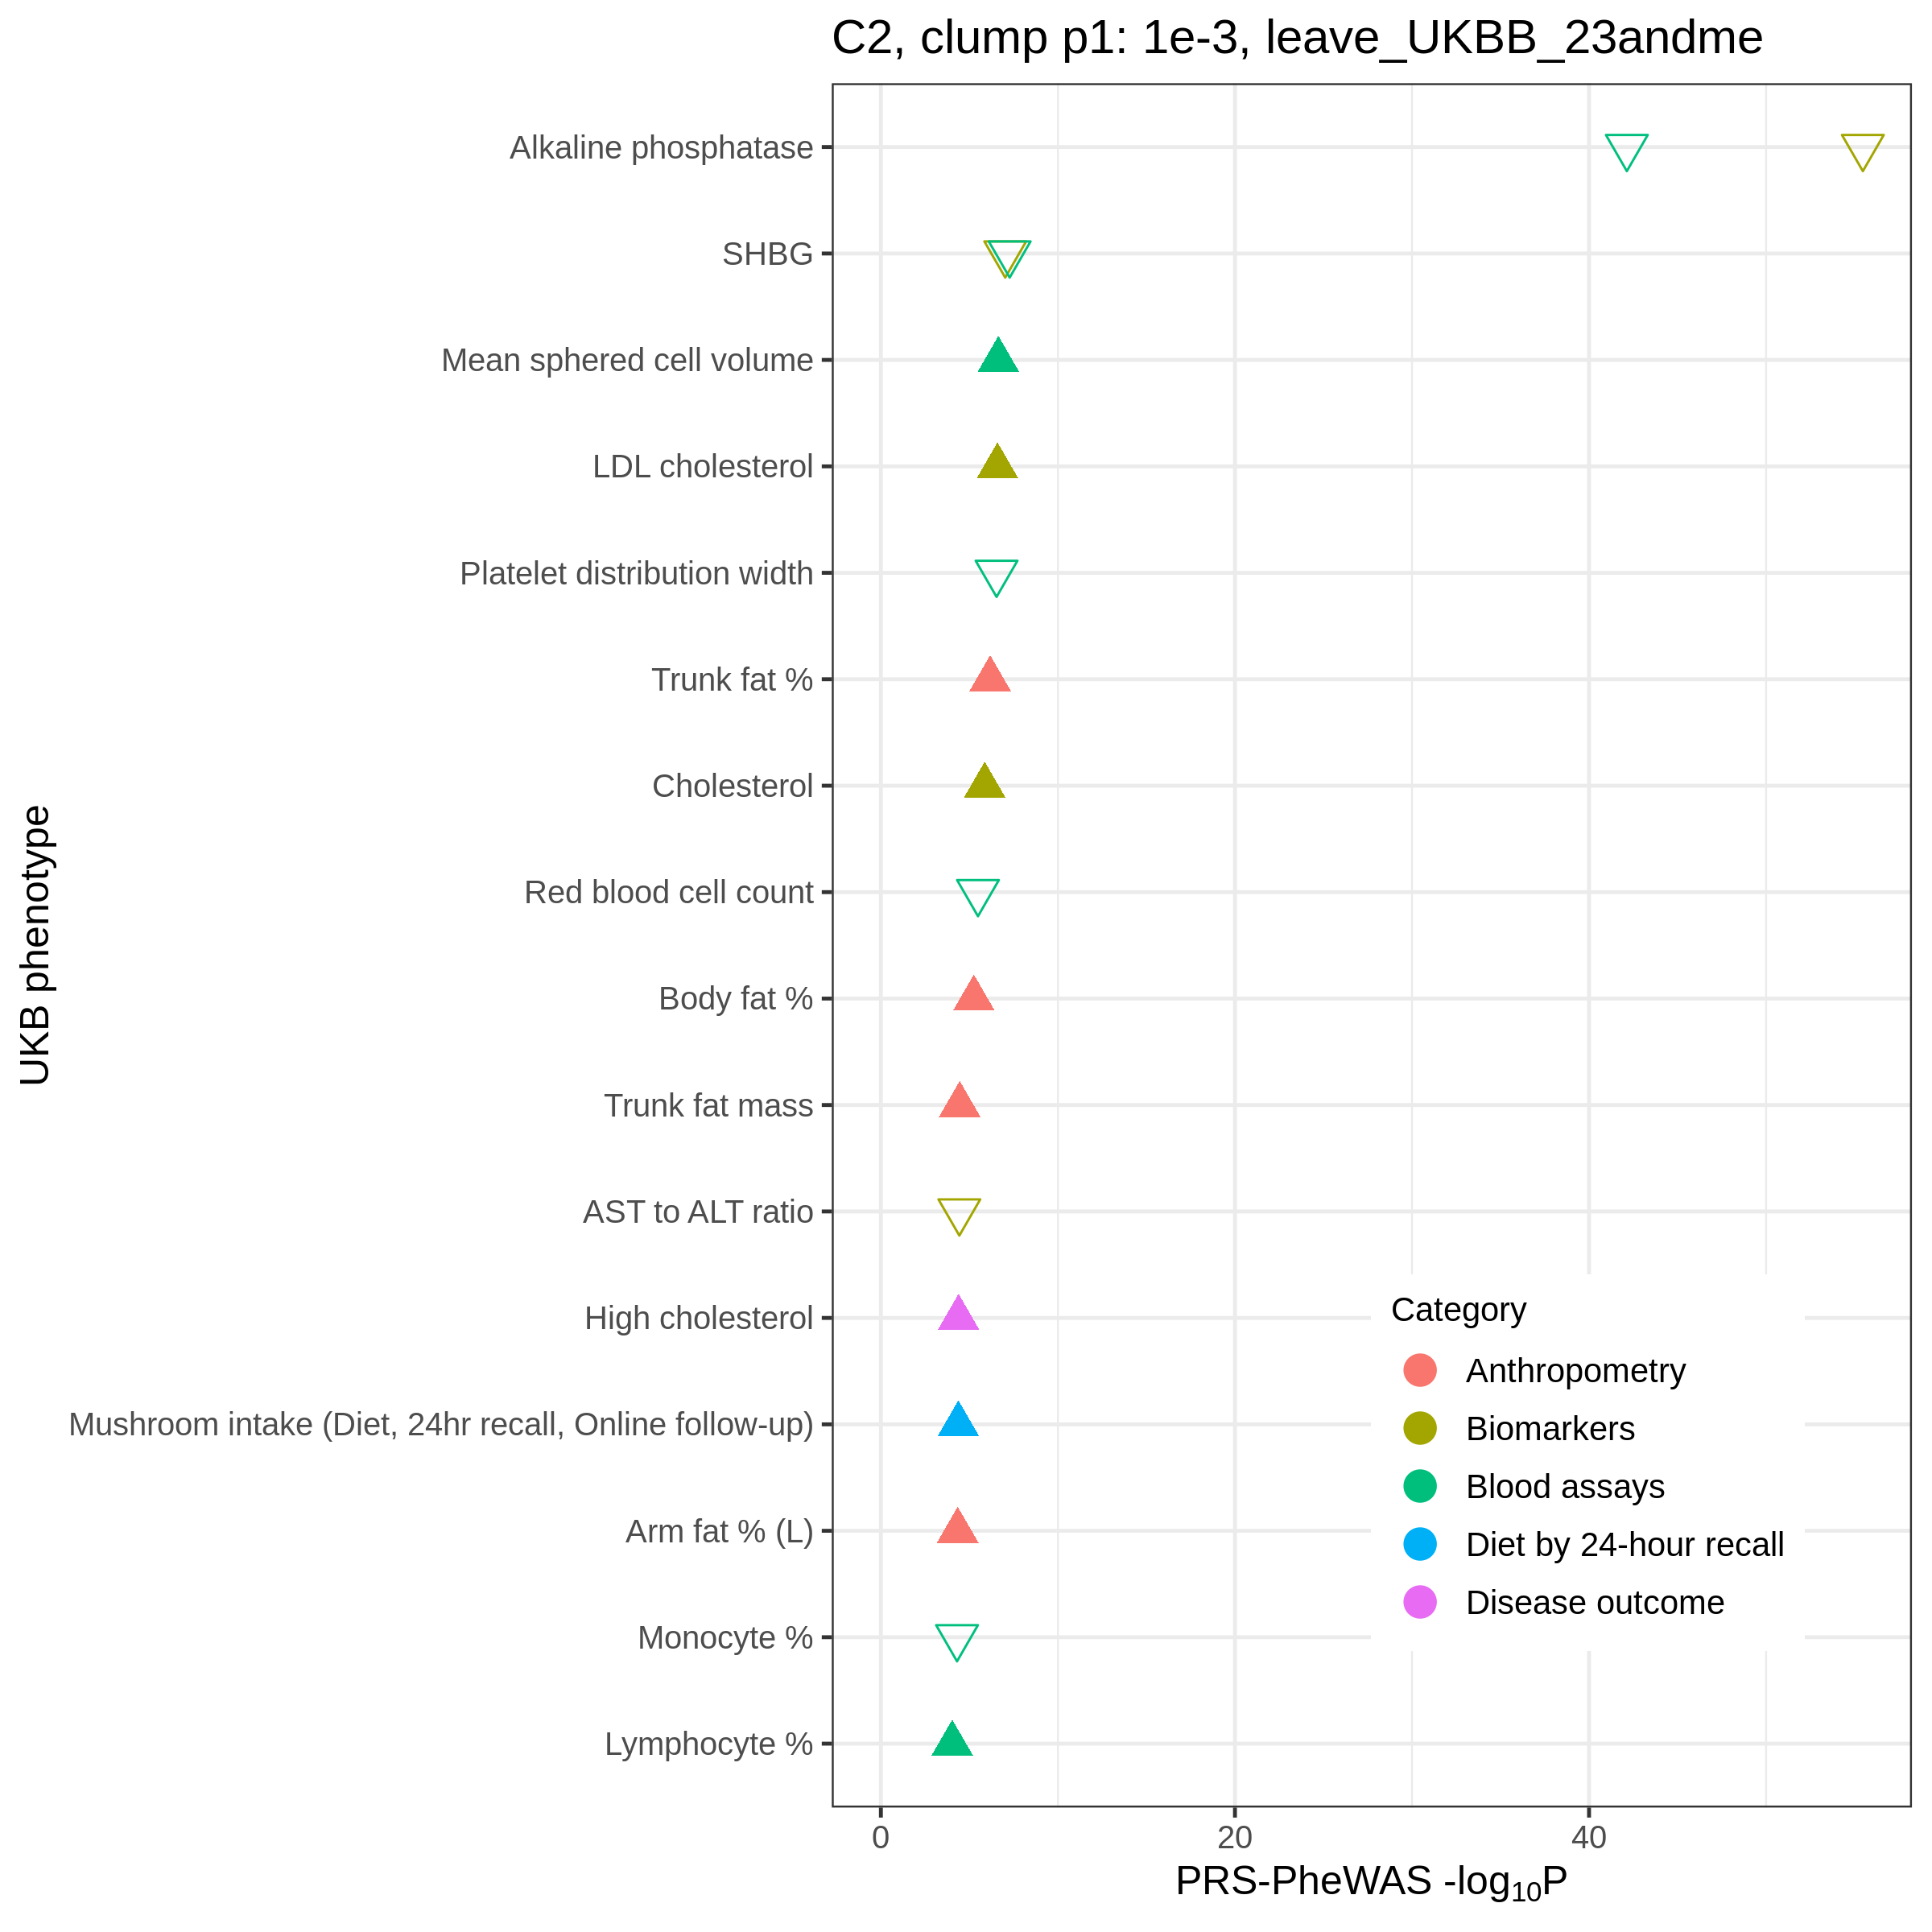 C2, clump p1: 1e-3, leave_UKBB_23andme
UKB phenotype
Alkaline phosphatase
SHBG
Mean sphered cell volume
LDL cholesterol
Platelet distribution width
Trunk fat %
Cholesterol
Red blood cell count
Body fat %
Trunk fat mass
AST to ALT ratio
High cholesterol
Mushroom intake (Diet, 24hr recall, Online follow-up)
Arm fat % (L)
Monocyte %
Lymphocyte %
Category
Anthropometry
Biomarkers
Blood assays
Diet by 24-hour recall
Disease outcome
0 20 40
PRS-PheWAS -log₁₀P